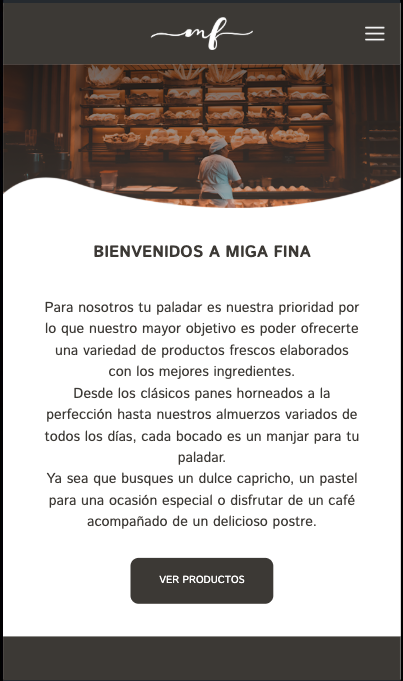 mf
BIENVENIDOS A MIGA FINA
Para nosotros tu paladar es nuestra prioridad por
lo que nuestro mayor objetivo es poder ofrecerte
una variedad de productos frescos elaborados
con los mejores ingredientes.
Desde los clásicos panes horneados a la
perfección hasta nuestros almuerzos variados de
todos los días, cada bocado es un manjar para tu
paladar.
Ya sea que busques un dulce capricho, un pastel
para una ocasión especial o disfrutar de un café
acompañado de un delicioso postre.
VER PRODUCTOS